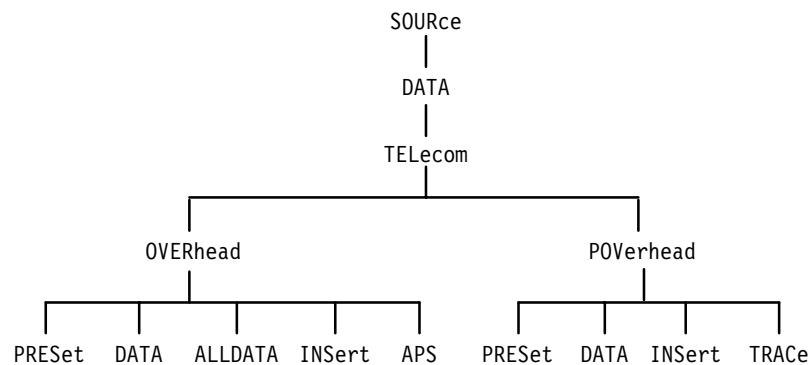 SOURce
DATA
TELecom
OVERhead POVerhead
PRESet DATA ALLDATA INSert APS PRESet DATA INSert TRACe